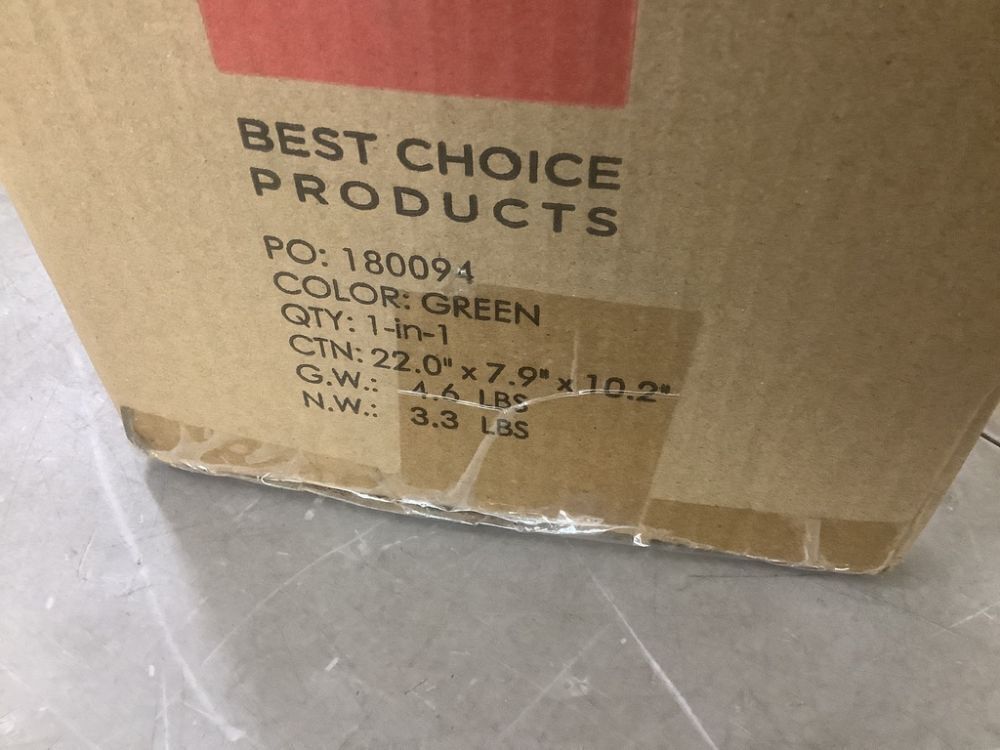 BEST CHOICE
PRODUCTS
PO: 180094
COLOR: GREEN
QTY: 1-in-1
CTN: 22.0" x 7.9" x 10.2"
G.W.: 4.6 LBS
N.W.: 3.3 LBS